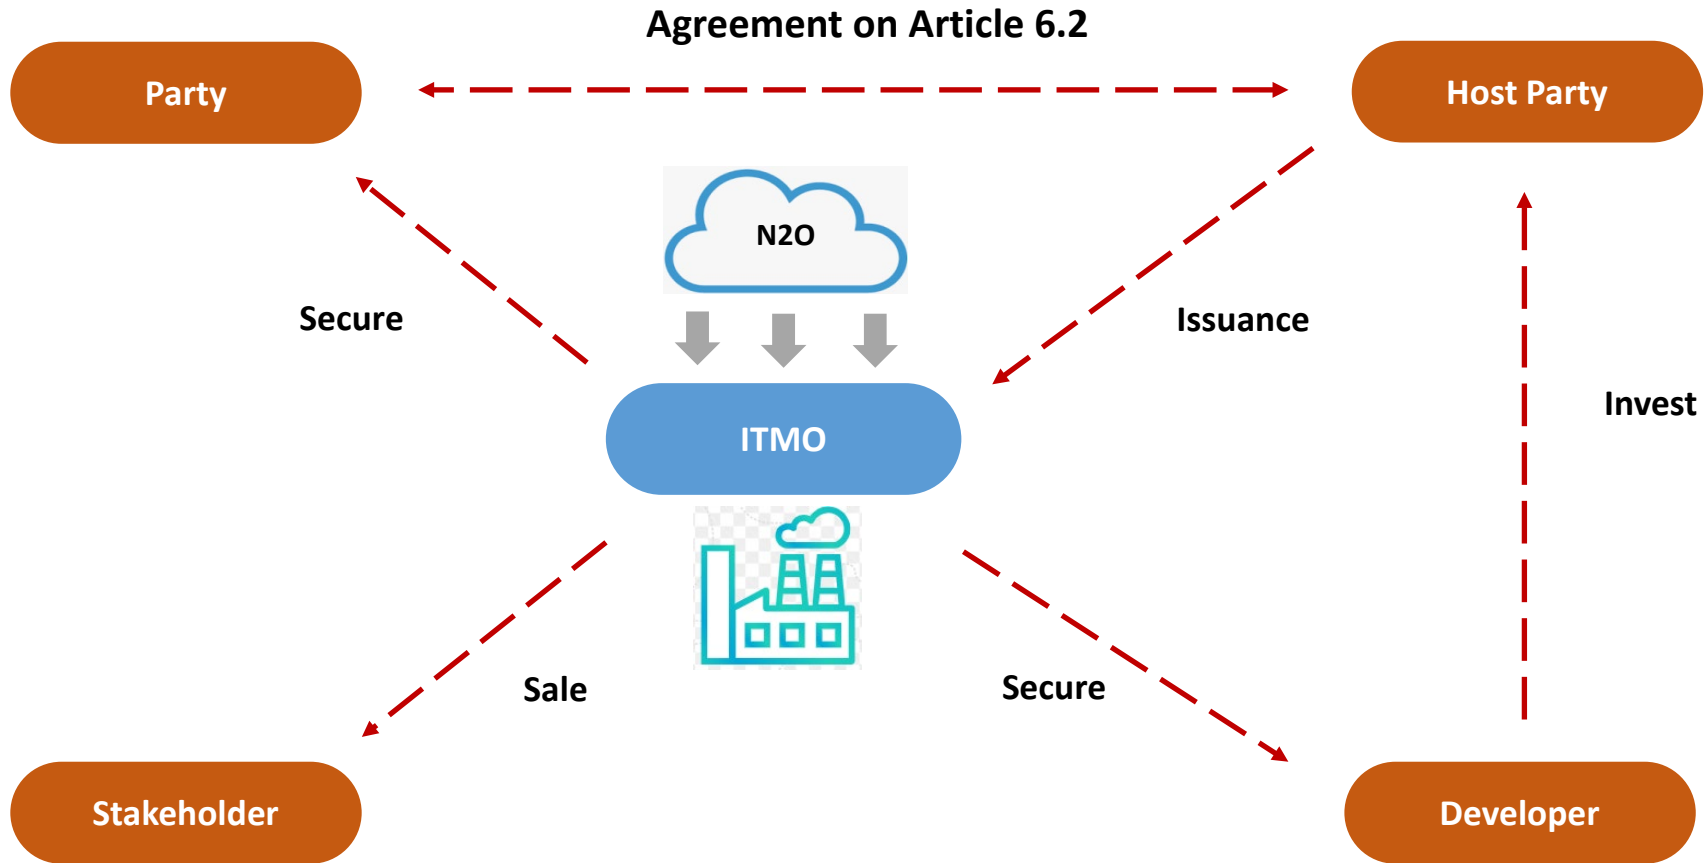 Agreement on Article 6.2
Party
Host Party
N2O
Secure
Issuance
Invest
ITMO
Sale
Secure
Stakeholder
Developer